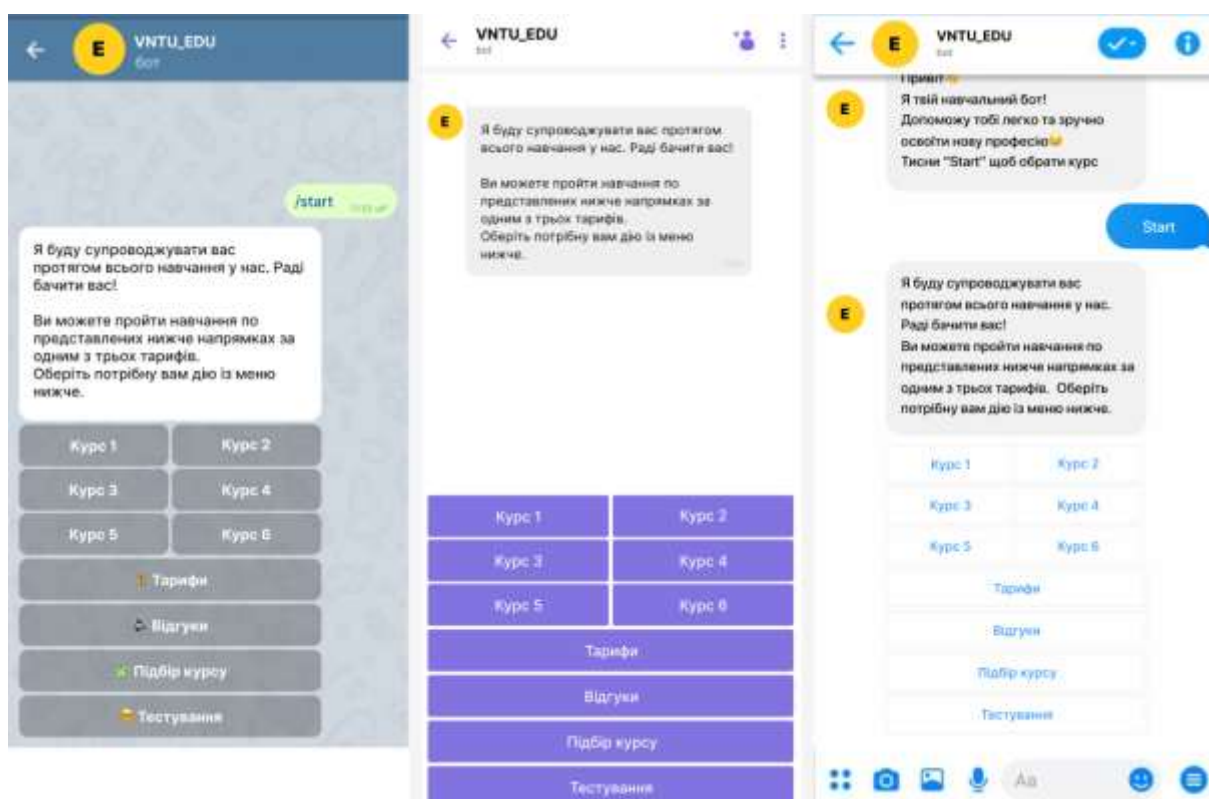 E
VNTU_EDU
бот
/start
Я буду супроводжувати вас
протягом всього навчання у нас. Раді
бачити вас!
Ви можете пройти навчання по
представлених нижче напрямках за
одним з трьох тарифів.
Оберіть потрібну вам дію із меню
нижче.
Курс 1
Курс 2
Курс 3
Курс 4
Курс 5
Курс 6
Тарифи
Відгуки
Підбір курсу
Тестування
VNTU_EDU
bot
E
Я буду супроводжувати вас протягом
всього навчання у нас. Раді бачити вас!
Ви можете пройти навчання по
представлених нижче напрямках за
одним з трьох тарифів.
Оберіть потрібну вам дію із меню
нижче.
Курс 1
Курс 2
Курс 3
Курс 4
Курс 5
Курс 6
Тарифи
Відгуки
Підбір курсу
Тестування
E
VNTU_EDU
bot
Привіт
E
Я твій навчальний бот!
Допоможу тобі легко та зручно
освоїти нову професію
Тисни "Start" щоб обрати курс
Start
E
Я буду супроводжувати вас
протягом всього навчання у нас.
Раді бачити вас!
Ви можете пройти навчання по
представлених нижче напрямках за
одним з трьох тарифів. Оберіть
потрібну вам дію із меню нижче.
Курс 1
Курс 2
Курс 3
Курс 4
Курс 5
Курс 6
Тарифи
Відгуки
Підбір курсу
Тестування
Aa